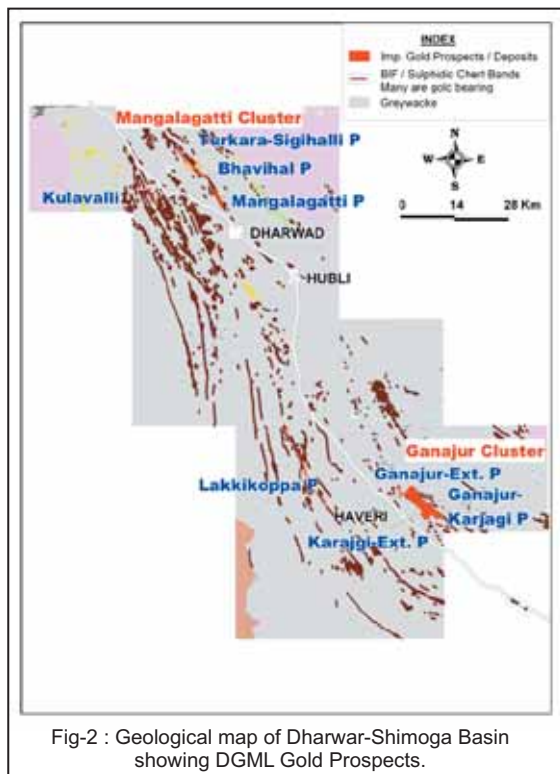 INDEX
Imp. Gold Prospects / Deposits
BIF / Sulphidic Chert Bands
Many are golc bearing
Greywacke
Mangalagatti Cluster
Turkara-Sigihalli P
Bhavihal P
Kulavalli
Mangalagatti P
DHARWAD
HUBLI
N
W
E
S
0 14 28 Km
Ganajur Cluster
Ganajur-Ext. P
Ganajur-
Karjagi P
Lakkikoppa P
HAVERI
Karajgi-Ext. P
Fig-2 : Geological map of Dharwar-Shimoga Basin
showing DGML Gold Prospects.